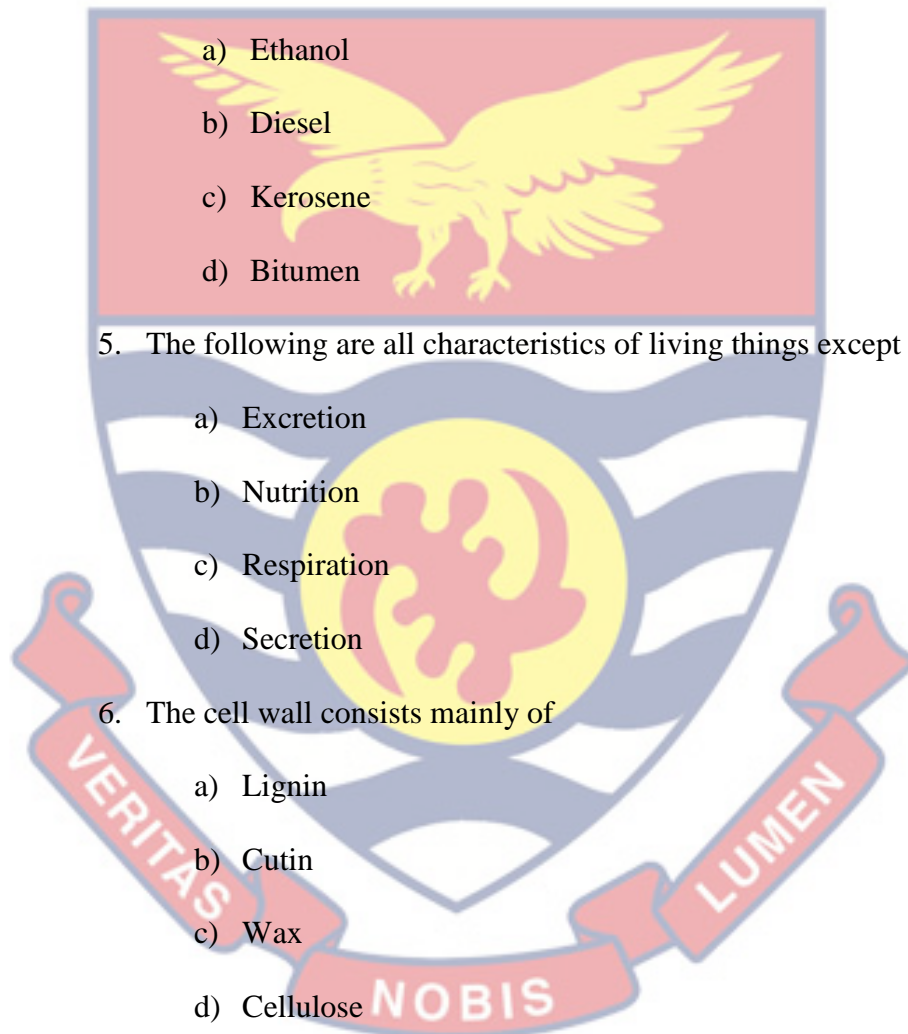 a) Ethanol
b) Diesel
c) Kerosene
d) Bitumen
5. The following are all characteristics of living things except
a) Excretion
b) Nutrition
c) Respiration
d) Secretion
6. The cell wall consists mainly of
a) Lignin
b) Cutin
c) Wax
d) Cellulose
VERITAS NOBIS LUMEN